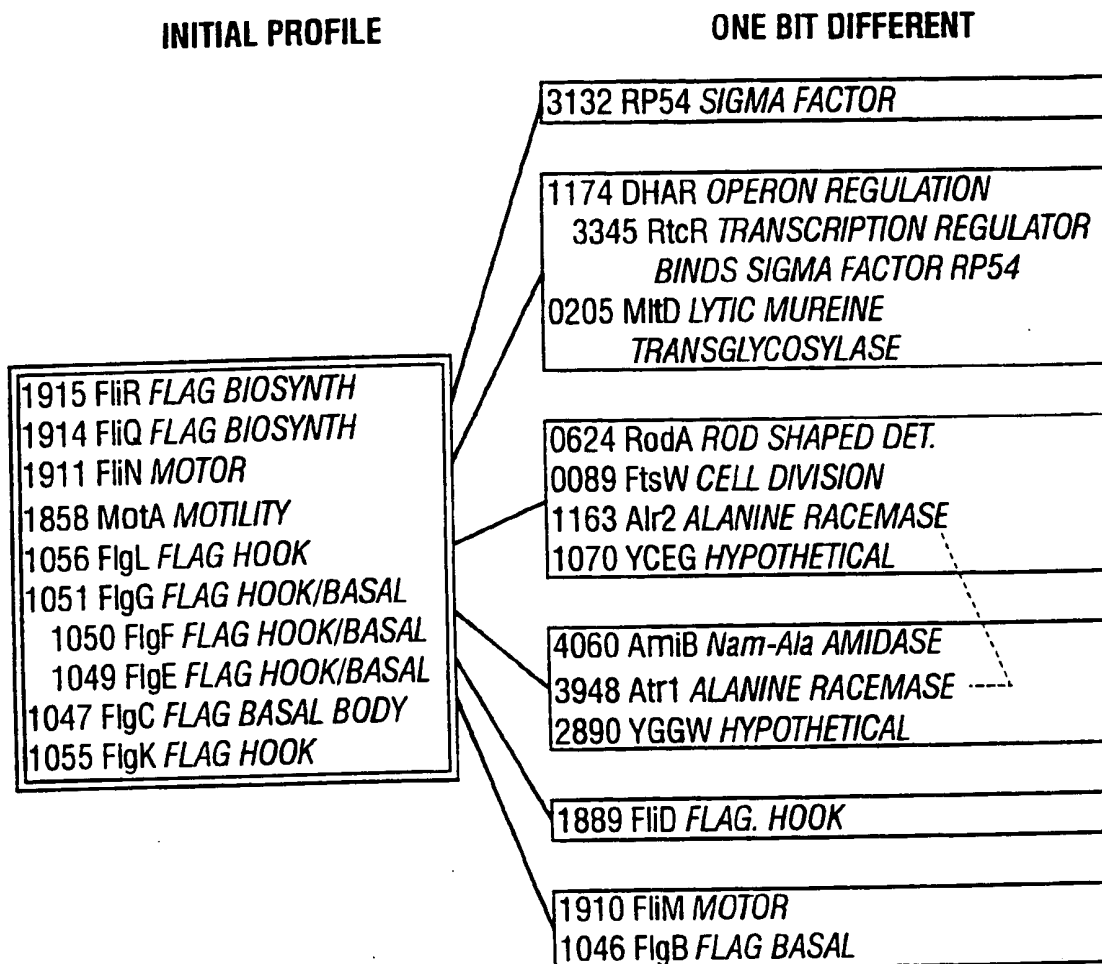 INITIAL PROFILE
ONE BIT DIFFERENT
3132 RP54 SIGMA FACTOR
1174 DHAR OPERON REGULATION
3345 RtcR TRANSCRIPTION REGULATOR
BINDS SIGMA FACTOR RP54
0205 MltD LYTIC MUREINE
TRANSGLYCOSYLASE
1915 FliR FLAG BIOSYNTH
1914 FliQ FLAG BIOSYNTH
1911 FliN MOTOR
1858 MotA MOTILITY
1056 FlgL FLAG HOOK
1051 FlgG FLAG HOOK/BASAL
1050 FlgF FLAG HOOK/BASAL
1049 FlgE FLAG HOOK/BASAL
1047 FlgC FLAG BASAL BODY
1055 FlgK FLAG HOOK
0624 RodA ROD SHAPED DET.
0089 FtsW CELL DIVISION
1163 Alr2 ALANINE RACEMASE
1070 YCEG HYPOTHETICAL
4060 AmiB Nam-Ala AMIDASE
3948 Atr1 ALANINE RACEMASE
2890 YGGW HYPOTHETICAL
1889 FliD FLAG. HOOK
1910 FliM MOTOR
1046 FlgB FLAG BASAL